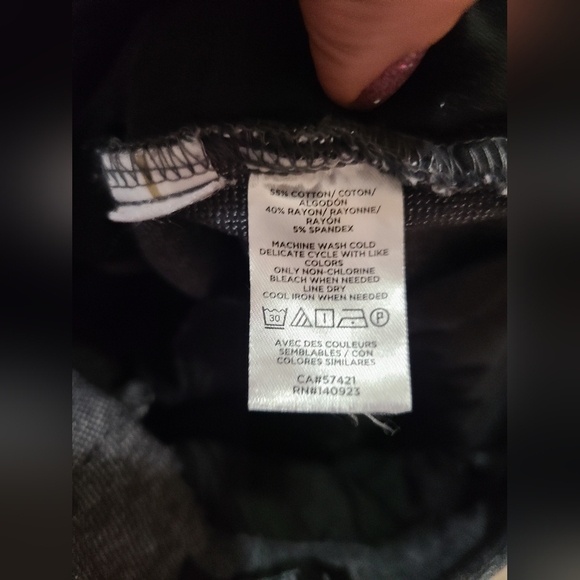 55% COTTON/ COTON/
ALGODÓN
40% RAYON/ RAYONNE/
RAYÓN
5% SPANDEX
MACHINE WASH COLD
DELICATE CYCLE WITH LIKE
COLORS
ONLY NON-CHLORINE
BLEACH WHEN NEEDED
LINE DRY
COOL IRON WHEN NEEDED
30 P
AVEC DES COULEURS
SEMBLABLES / CON
COLORES SIMILARES
CA#57421
RN#140923